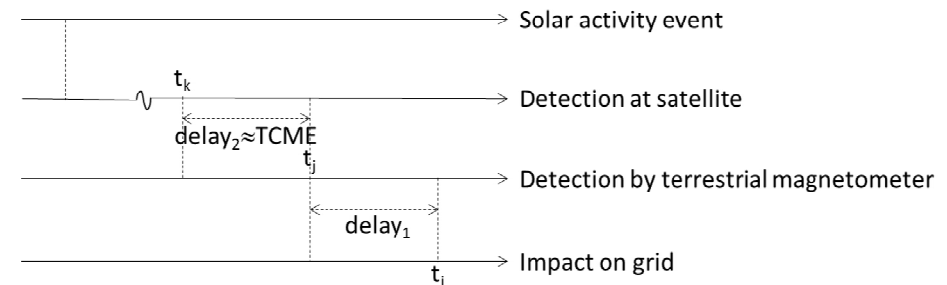 Solar activity event
tₖ
Detection at satellite
delay₂≈TCME
tⱼ
Detection by terrestrial magnetometer
delay₁
Impact on grid
tᵢ